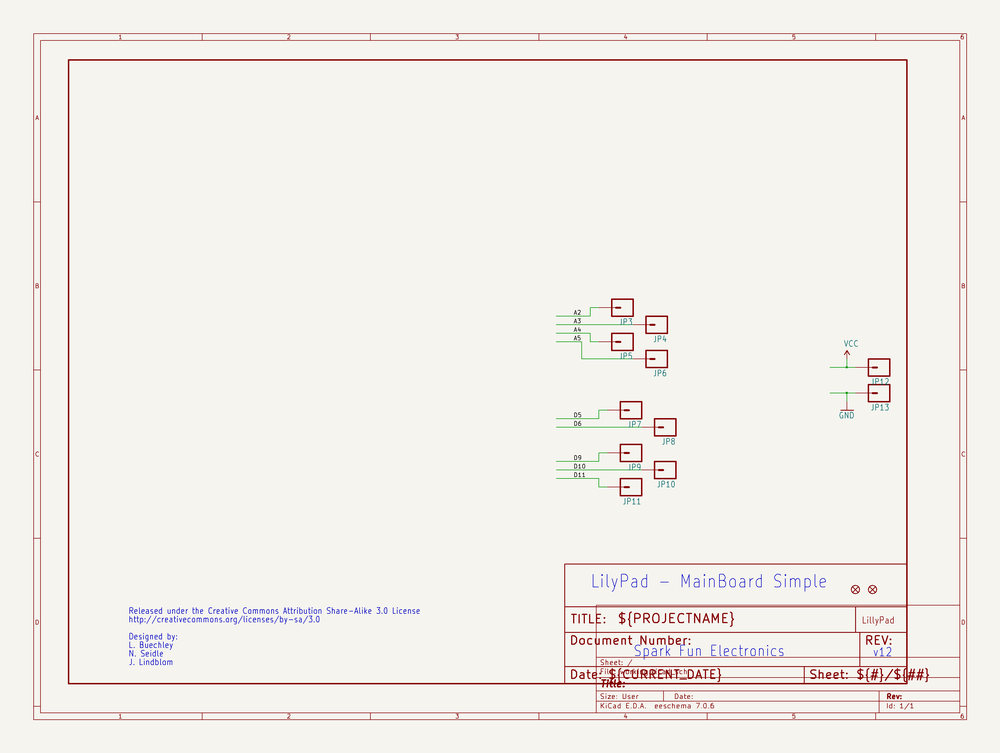 1 2 3 4 5 6
A A
B B
C C
D D
A2
JP3
A3
JP4
A4
JP5
A5
JP6
VCC
JP12
GND
JP13
D5
JP7
D6
JP8
D9
JP9
D10
JP10
D11
JP11
LilyPad - MainBoard Simple
TITLE: ${PROJECTNAME}
LillyPad
Document Number:
REV:
Spark Fun Electronics
v12
Sheet: /
Date: ${CURRENT_DATE}
Sheet: ${#}/${##}
Title:
Size: User
Date:
Rev:
KiCad E.D.A. eeschema 7.0.6
Id: 1/1
Released under the Creative Commons Attribution Share-Alike 3.0 License
http://creativecommons.org/licenses/by-sa/3.0
Designed by:
L. Buechley
N. Seidle
J. Lindblom
1 2 3 4 5 6